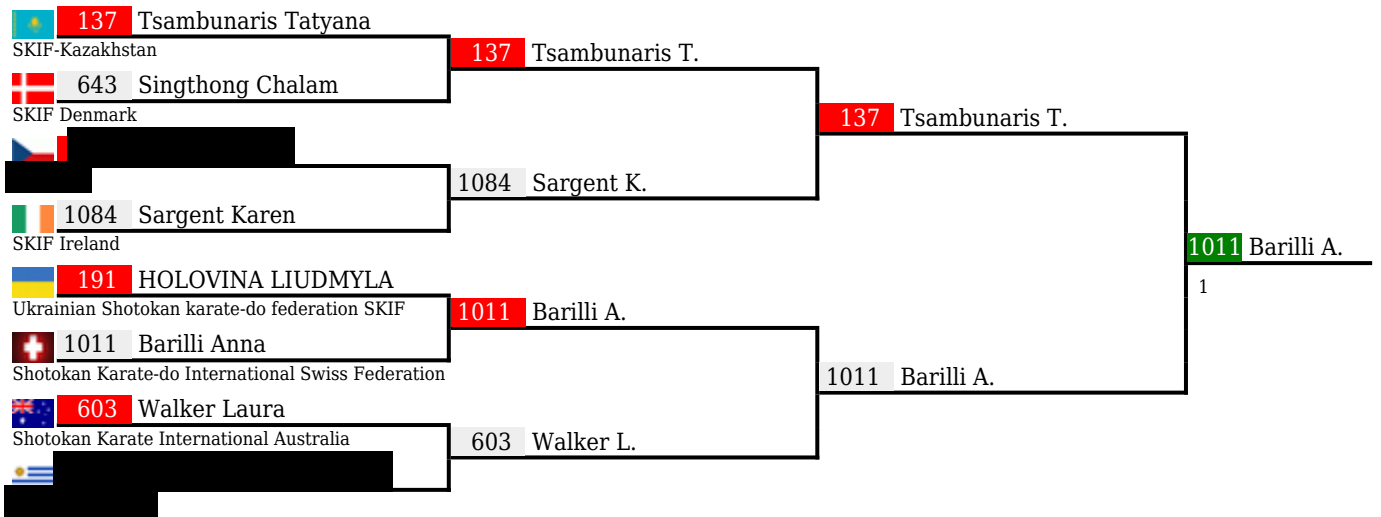 137 Tsambunaris Tatyana
SKIF-Kazakhstan
643 Singthong Chalam
SKIF Denmark
1084 Sargent Karen
SKIF Ireland
191 HOLOVINA LIUDMYLA
Ukrainian Shotokan karate-do federation SKIF
1011 Barilli Anna
Shotokan Karate-do International Swiss Federation
603 Walker Laura
Shotokan Karate International Australia
137 Tsambunaris T.
1084 Sargent K.
1011 Barilli A.
603 Walker L.
137 Tsambunaris T.
1011 Barilli A.
1011 Barilli A.
1